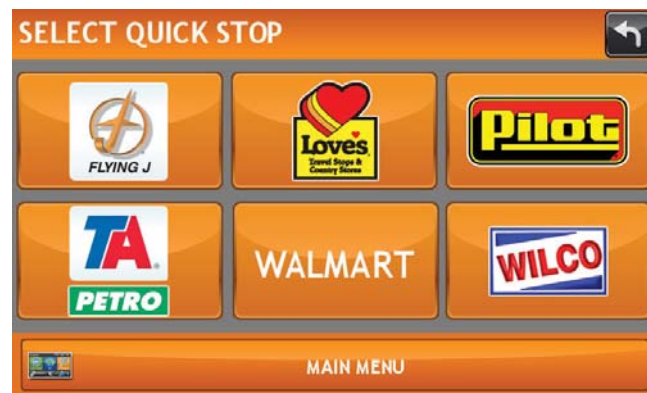 SELECT QUICK STOP
FLYING J
Loves
Travel Stops &
Country Stores
Pilot
TA
PETRO
WALMART
WILCO
MAIN MENU